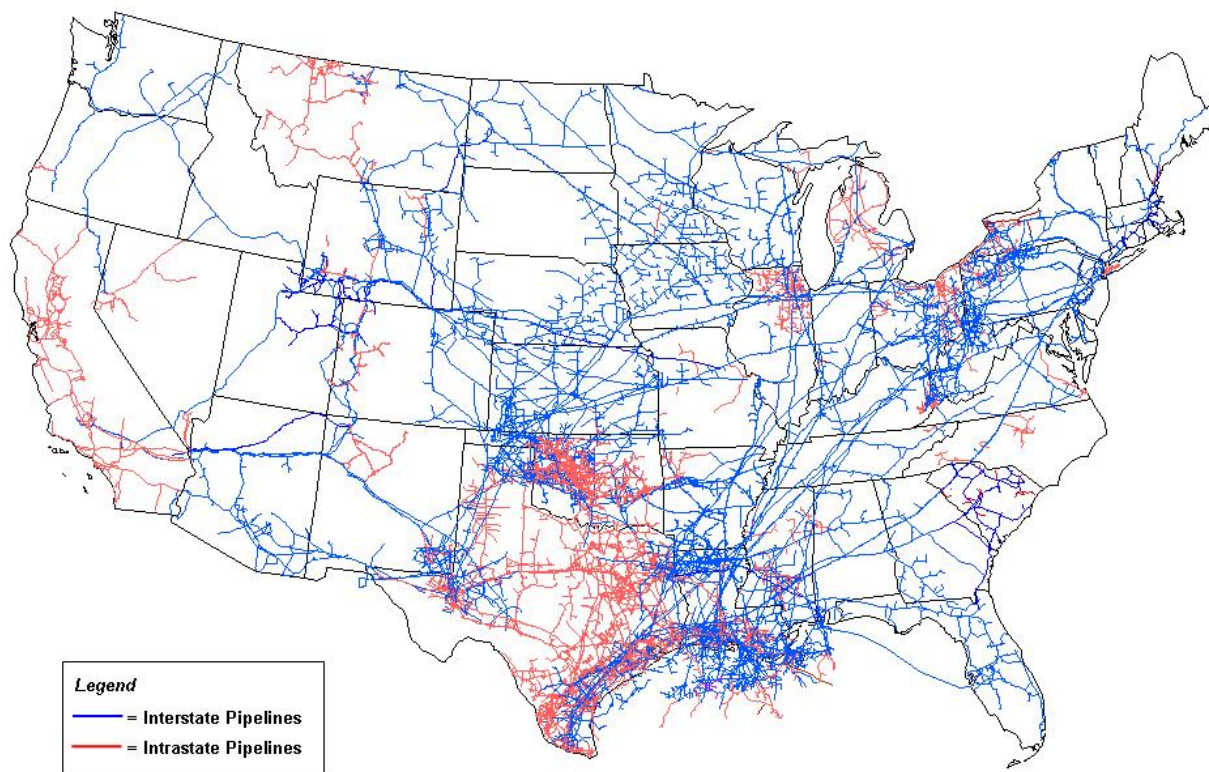 Legend
= Interstate Pipelines
= Intrastate Pipelines